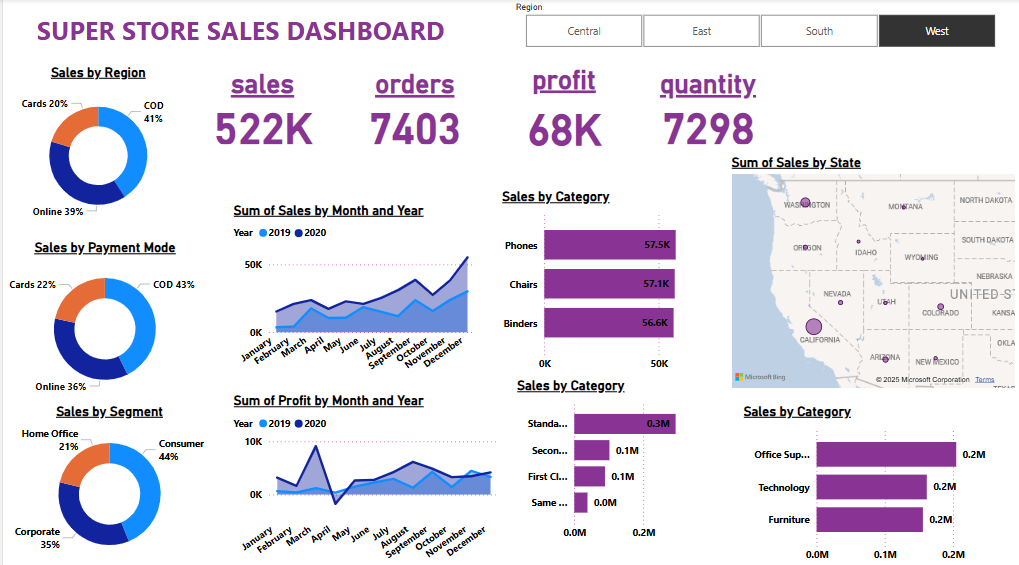 Region
SUPER STORE SALES DASHBOARD
Central
East
South
West
Sales by Region
Cards 20%
COD
41%
Online 39%
sales
522K
orders
7403
profit
68K
quantity
7298
Sales by Payment Mode
Cards 22%
COD 43%
Online 36%
Sales by Segment
Home Office
21%
Consumer
44%
Corporate
35%
Sum of Sales by Month and Year
Year 2019 2020
50K
0K
January
February
March
April
May
June
July
August
September
October
November
December
Sum of Profit by Month and Year
Year 2019 2020
10K
0K
January
February
March
April
May
June
July
August
September
October
November
December
Sales by Category
Phones 57.5K
Chairs 57.1K
Binders 56.6K
0K 50K
Sales by Category
Standa... 0.3M
Secon... 0.1M
First Cl... 0.1M
Same ... 0.0M
0.0M 0.2M
Sum of Sales by State
WASHINGTON
MONTANA
NORTH DAKOTA
OREGON
IDAHO
SOUTH DAKOTA
WYOMING
NEBRASKA
NEVADA
UTAH
UNITED S
COLORADO
KANSA
CALIFORNIA
OKLA
ARIZONA
NEW MEXICO
Microsoft Bing
© 2025 Microsoft Corporation Terms
TEXAS
Sales by Category
Office Sup... 0.2M
Technology 0.2M
Furniture 0.2M
0.0M 0.1M 0.2M